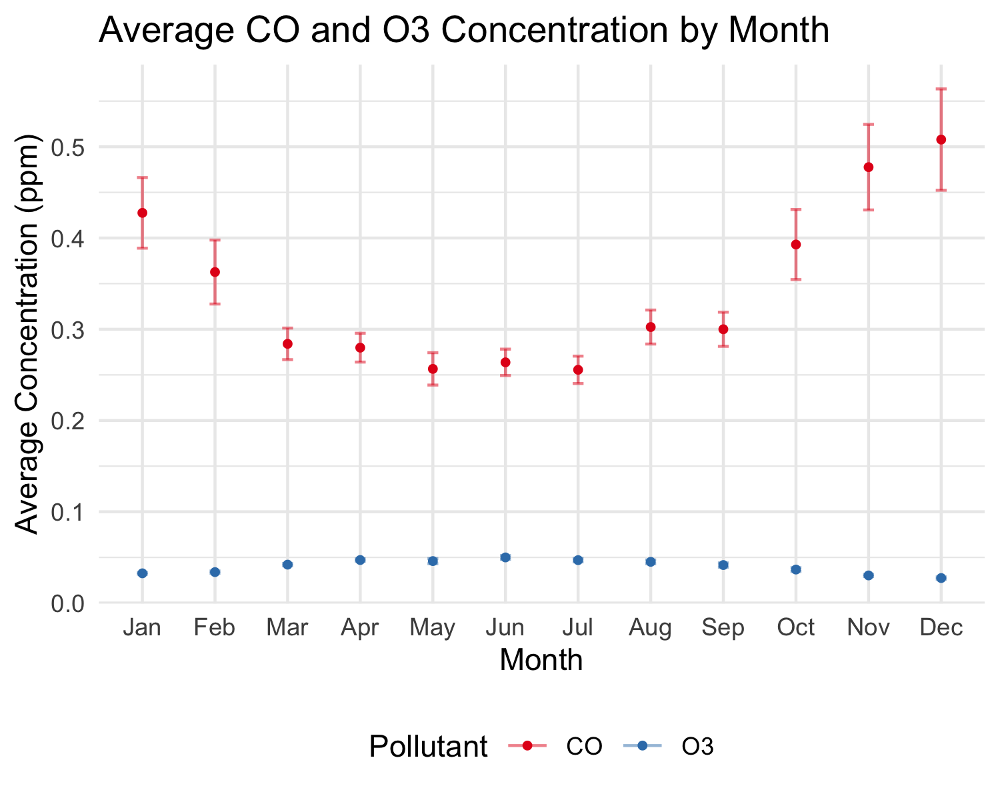 Average CO and O3 Concentration by Month
Average Concentration (ppm)
0.5
0.4
0.3
0.2
0.1
0.0
Jan Feb Mar Apr May Jun Jul Aug Sep Oct Nov Dec
Month
Pollutant CO O3